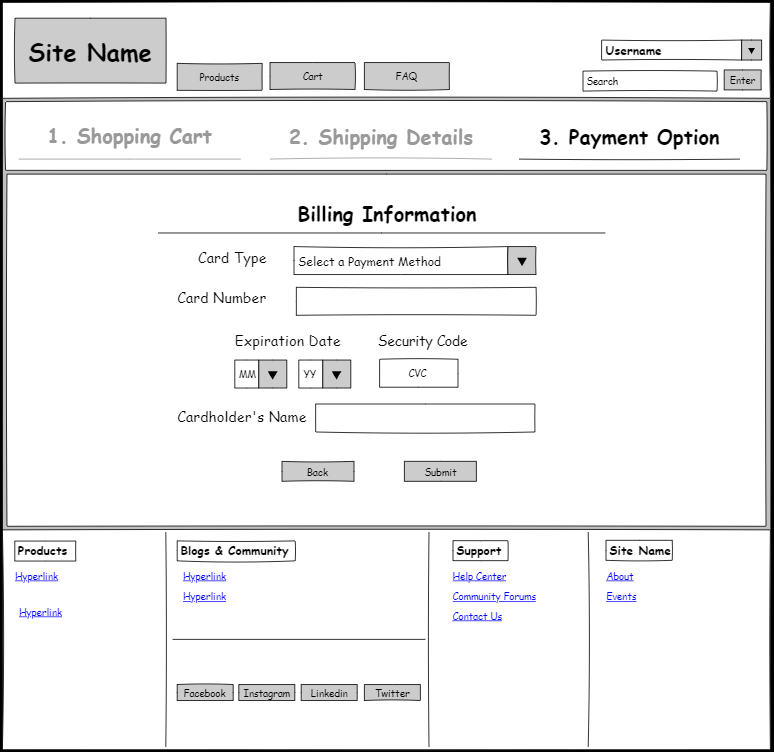 Site Name
Username
Products
Cart
FAQ
Search
Enter
1. Shopping Cart
2. Shipping Details
3. Payment Option
Billing Information
Card Type
Select a Payment Method
Card Number
Expiration Date
Security Code
MM
YY
CVC
Cardholder's Name
Back
Submit
Products
Hyperlink
Hyperlink
Blogs & Community
Hyperlink
Hyperlink
Facebook
Instagram
Linkedin
Twitter
Support
Help Center
Community Forums
Contact Us
Site Name
About
Events